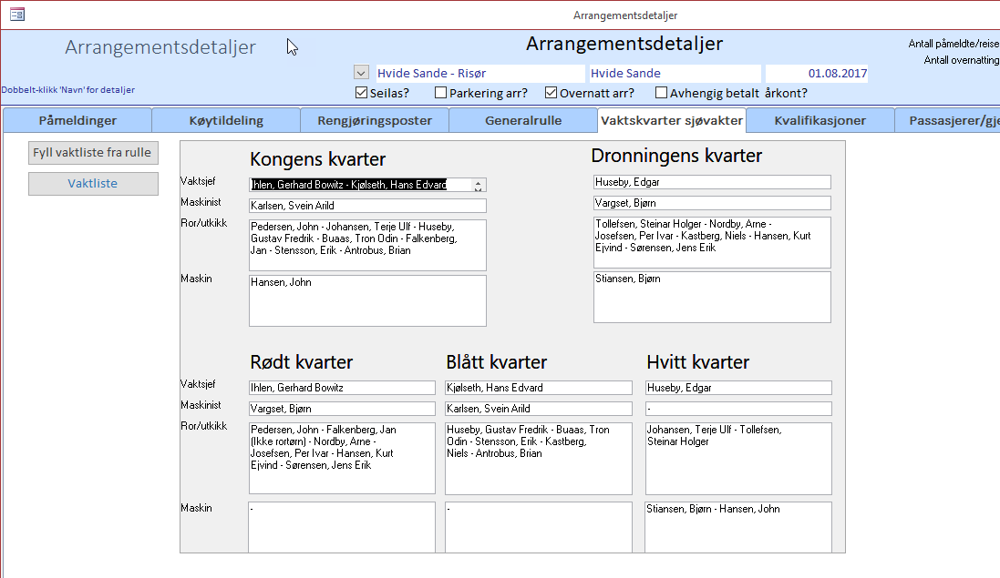 Arrangementsdetaljer
Arrangementsdetaljer
Arrangementsdetaljer
Antall påmeldte/reise
Antall overnatting
Hvide Sande - Risør
Hvide Sande
01.08.2017
Dobbelt-klikk 'Navn' for detaljer
Seilas?
Parkering arr?
Overnatt arr?
Avhengig betalt årkont?
Påmeldinger
Køytildeling
Rengjøringsposter
Generalrulle
Vaktskvarter sjøvakter
Kvalifikasjoner
Passasjerer/gje
Fyll vaktliste fra rulle
Vaktliste
Kongens kvarter
Dronningens kvarter
Vaktsjef
Ihlen, Gerhard Bowitz - Kjølseth, Hans Edvard
Huseby, Edgar
Maskinist
Karlsen, Svein Arild
Vargset, Bjørn
Ror/utkikk
Pedersen, John - Johansen, Terje Ulf - Huseby,
Gustav Fredrik - Buaas, Tron Odin - Falkenberg,
Jan - Stensson, Erik - Antrobus, Brian
Tollefsen, Steinar Holger - Nordby, Arne -
Josefsen, Per Ivar - Kastberg, Niels - Hansen, Kurt
Ejvind - Sørensen, Jens Erik
Maskin
Hansen, John
Stiansen, Bjørn
Rødt kvarter
Blått kvarter
Hvitt kvarter
Vaktsjef
Ihlen, Gerhard Bowitz
Kjølseth, Hans Edvard
Huseby, Edgar
Maskinist
Vargset, Bjørn
Karlsen, Svein Arild
-
Ror/utkikk
Pedersen, John - Falkenberg, Jan
(Ikke rortørn) - Nordby, Arne -
Josefsen, Per Ivar - Hansen, Kurt
Ejvind - Sørensen, Jens Erik
Huseby, Gustav Fredrik - Buaas, Tron
Odin - Stensson, Erik - Kastberg,
Niels - Antrobus, Brian
Johansen, Terje Ulf - Tollefsen,
Steinar Holger
Maskin
-
-
Stiansen, Bjørn - Hansen, John